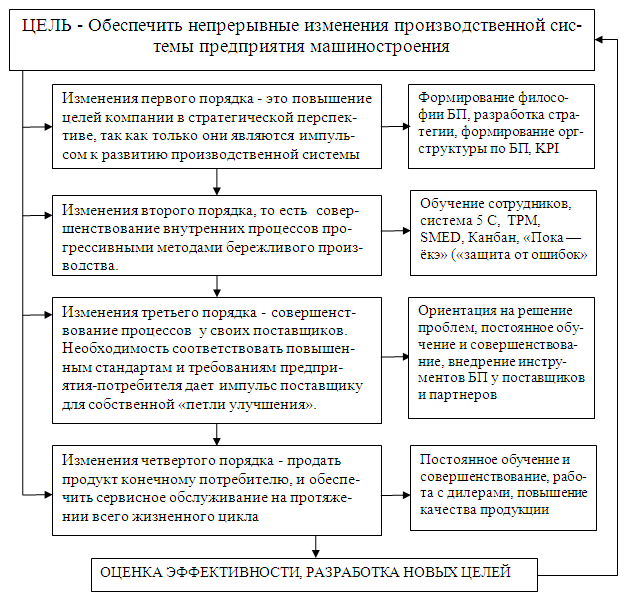 ЦЕЛЬ - Обеспечить непрерывные изменения производственной сис-
темы предприятия машиностроения
Изменения первого порядка - это повышение
целей компании в стратегической перспек-
тиве, так как только они являются импуль-
сом к развитию производственной системы
Формирование филосо-
фии БП, разработка стра-
тегии, формирование орг-
структуры по БП, KPI
Изменения второго порядка, то есть совер-
шенствование внутренних процессов про-
грессивными методами бережливого произ-
водства.
Обучение сотрудников,
система 5 С, TPM,
SMED, Канбан, «Пока —
ёкэ» («защита от ошибок»
Изменения третьего порядка - совершенст-
вование процессов у своих поставщиков.
Необходимость соответствовать повышен-
ным стандартам и требованиям предпри-
ятия-потребителя дает импульс поставщику
для собственной «петли улучшения».
Ориентация на решение
проблем, постоянное обу-
чение и совершенствова-
ние, внедрение инстру-
ментов БП у поставщиков
и партнеров
Изменения четвертого порядка - продать
продукт конечному потребителю, и обеспе-
чить сервисное обслуживание на протяже-
нии всего жизненного цикла
Постоянное обучение и
совершенствование, рабо-
та с дилерами, повышение
качества продукции
ОЦЕНКА ЭФФЕКТИВНОСТИ, РАЗРАБОТКА НОВЫХ ЦЕЛЕЙ